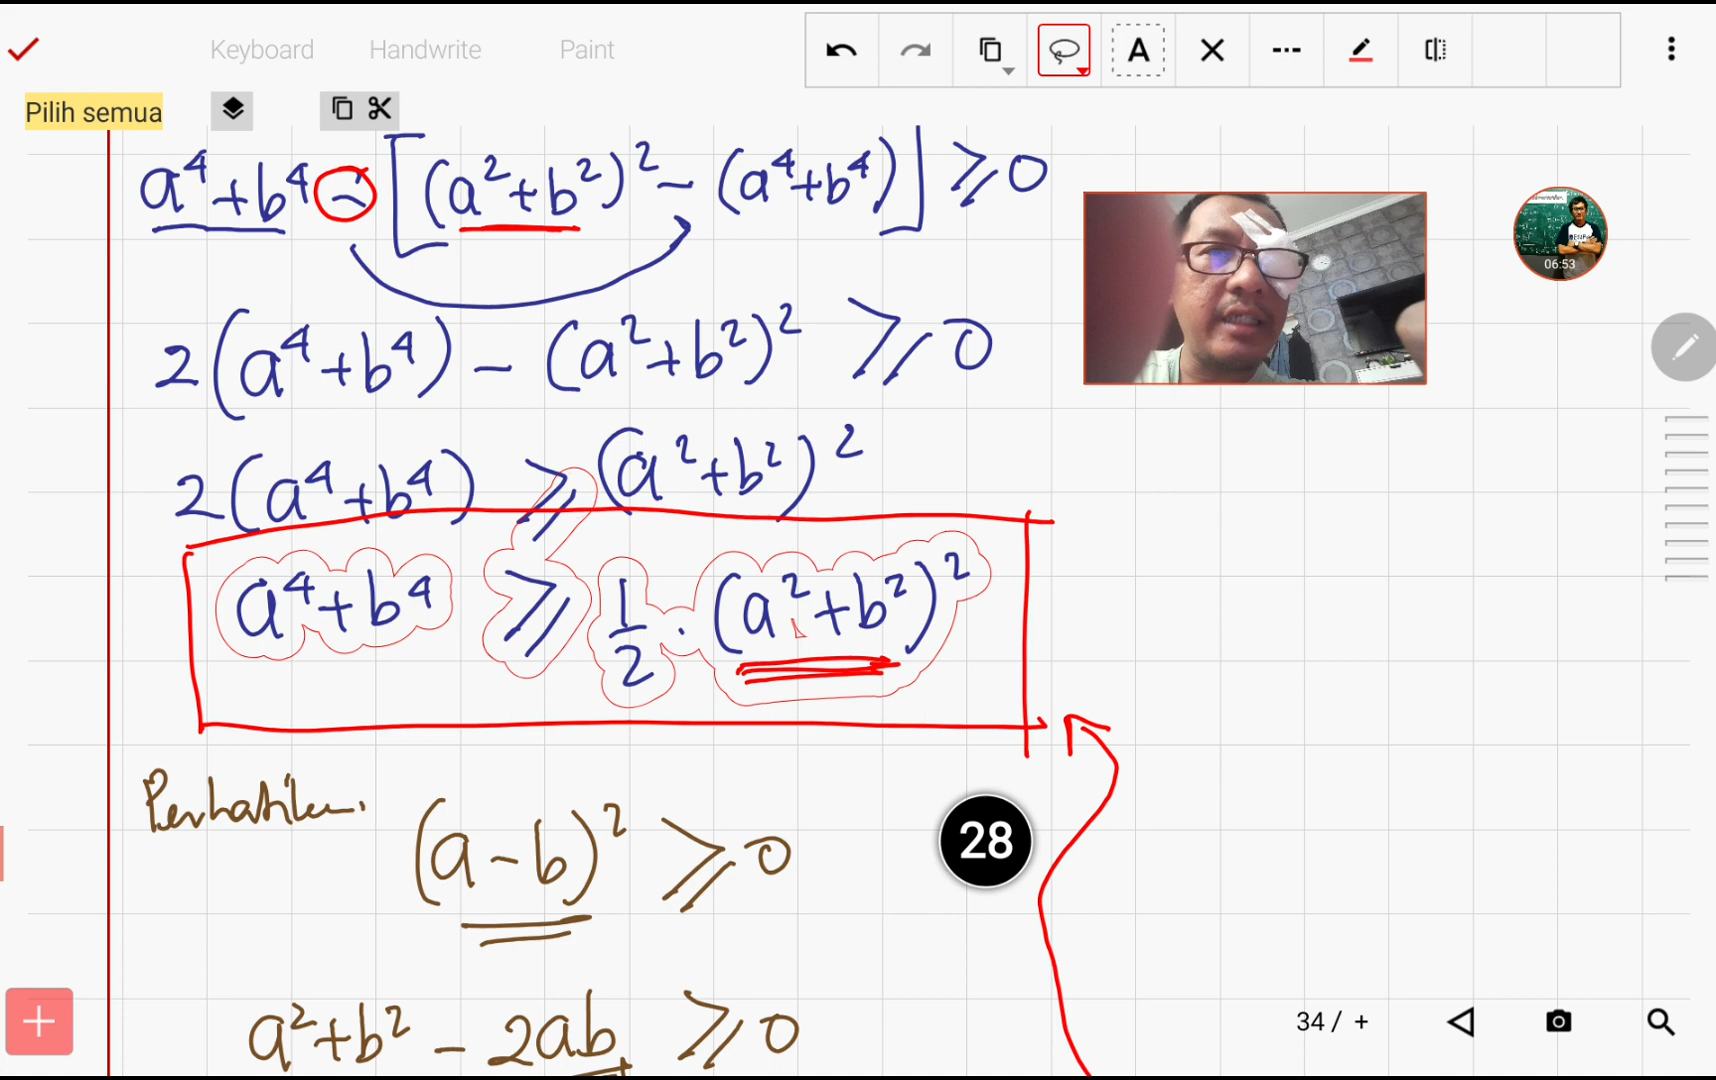 Keyboard Handwrite Paint
A
Pilih semua
a⁴+b⁴ - [(a²+b²)² - (a⁴+b⁴)] ⩾ 0
06:53
2(a⁴+b⁴) - (a²+b²)² ⩾ 0
2(a⁴+b⁴) ⩾ (a²+b²)²
a⁴+b⁴ ⩾ 1/2 . (a²+b²)²
(a-b)² ⩾ 0
28
a²+b² - 2ab ⩾ 0
34 / +